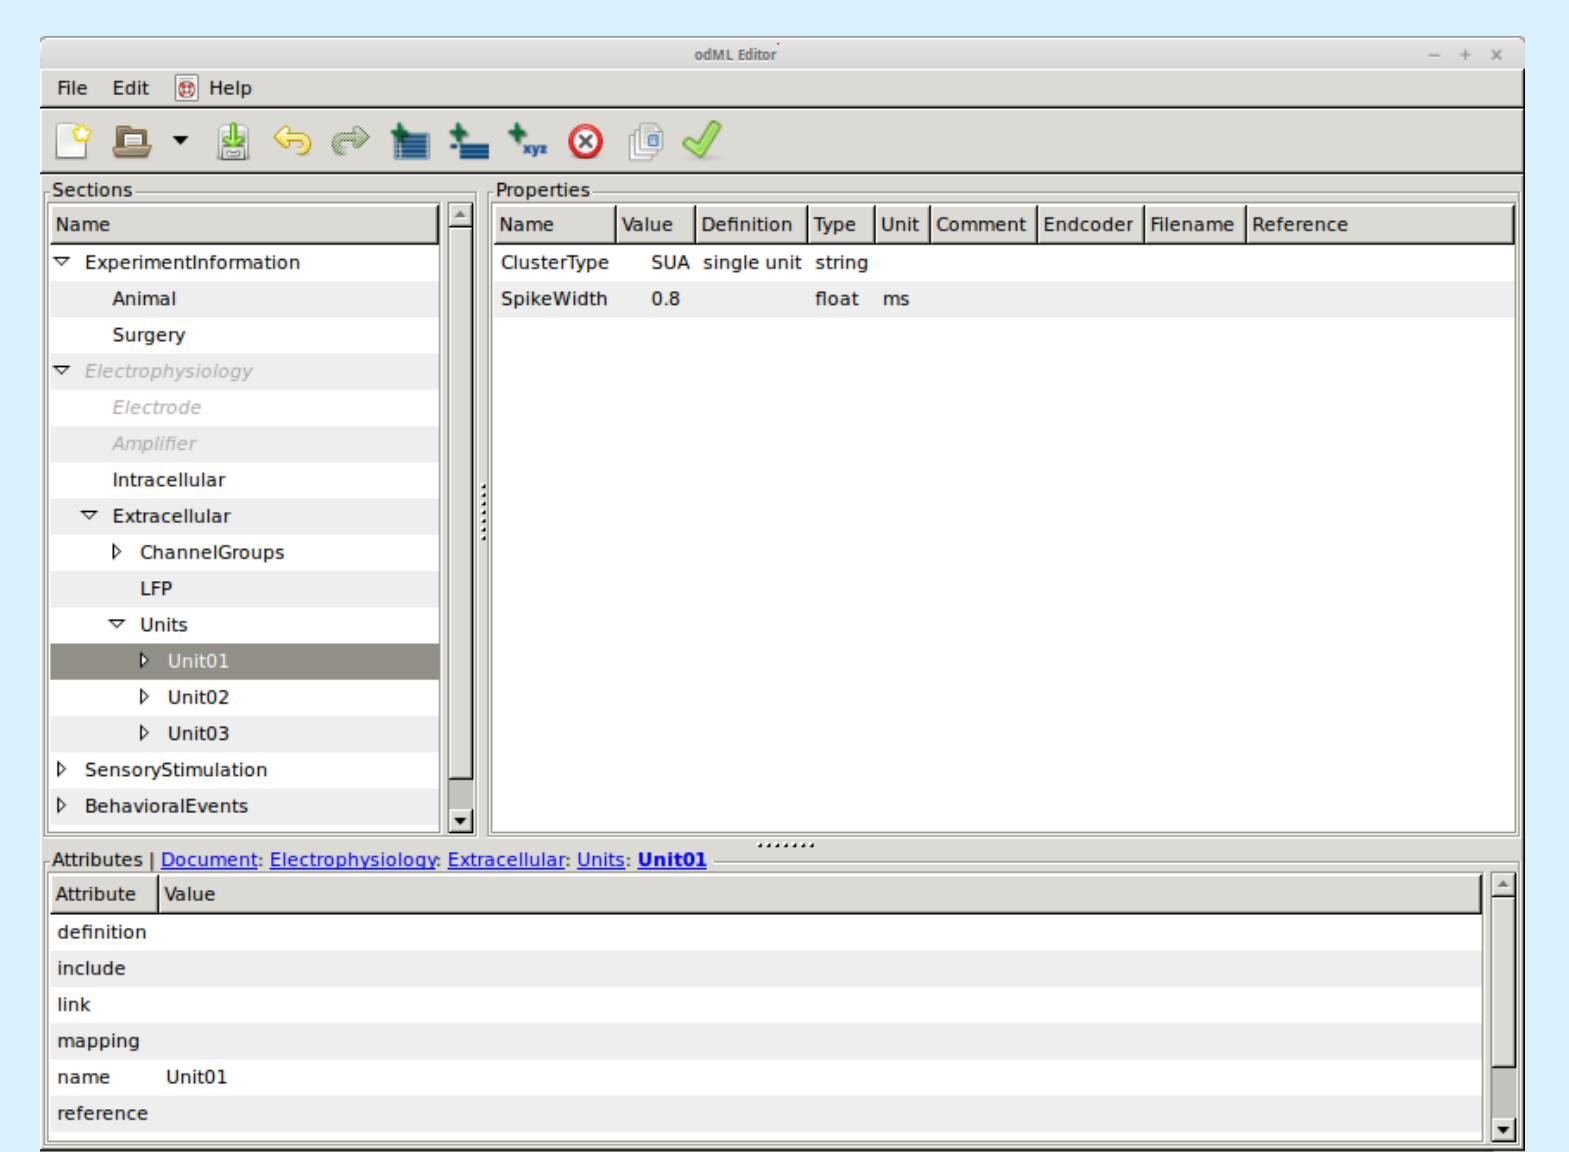 odML Editor
File Edit Help
xyz
Sections
Name
ExperimentInformation
Animal
Surgery
Electrophysiology
Electrode
Amplifier
Intracellular
Extracellular
ChannelGroups
LFP
Units
Unit01
Unit02
Unit03
SensoryStimulation
BehavioralEvents
Properties
Name Value Definition Type Unit Comment Endcoder Filename Reference
ClusterType SUA single unit string
SpikeWidth 0.8 float ms
Attributes | Document: Electrophysiology: Extracellular: Units: Unit01
Attribute Value
definition
include
link
mapping
name Unit01
reference